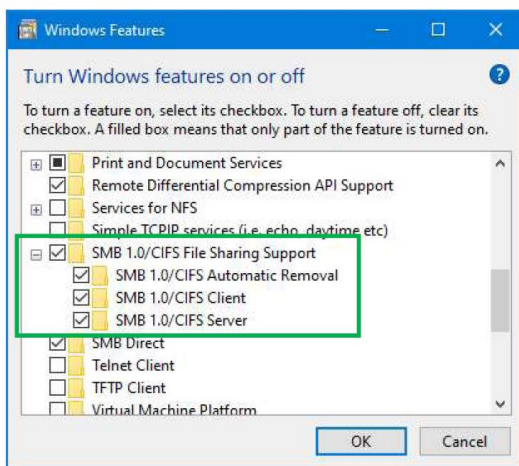 Windows Features
Turn Windows features on or off
To turn a feature on, select its checkbox. To turn a feature off, clear its
checkbox. A filled box means that only part of the feature is turned on.
Print and Document Services
Remote Differential Compression API Support
Services for NFS
Simple TCPIP services (i.e. echo, daytime etc)
SMB 1.0/CIFS File Sharing Support
SMB 1.0/CIFS Automatic Removal
SMB 1.0/CIFS Client
SMB 1.0/CIFS Server
SMB Direct
Telnet Client
TFTP Client
Virtual Machine Platform
OK Cancel